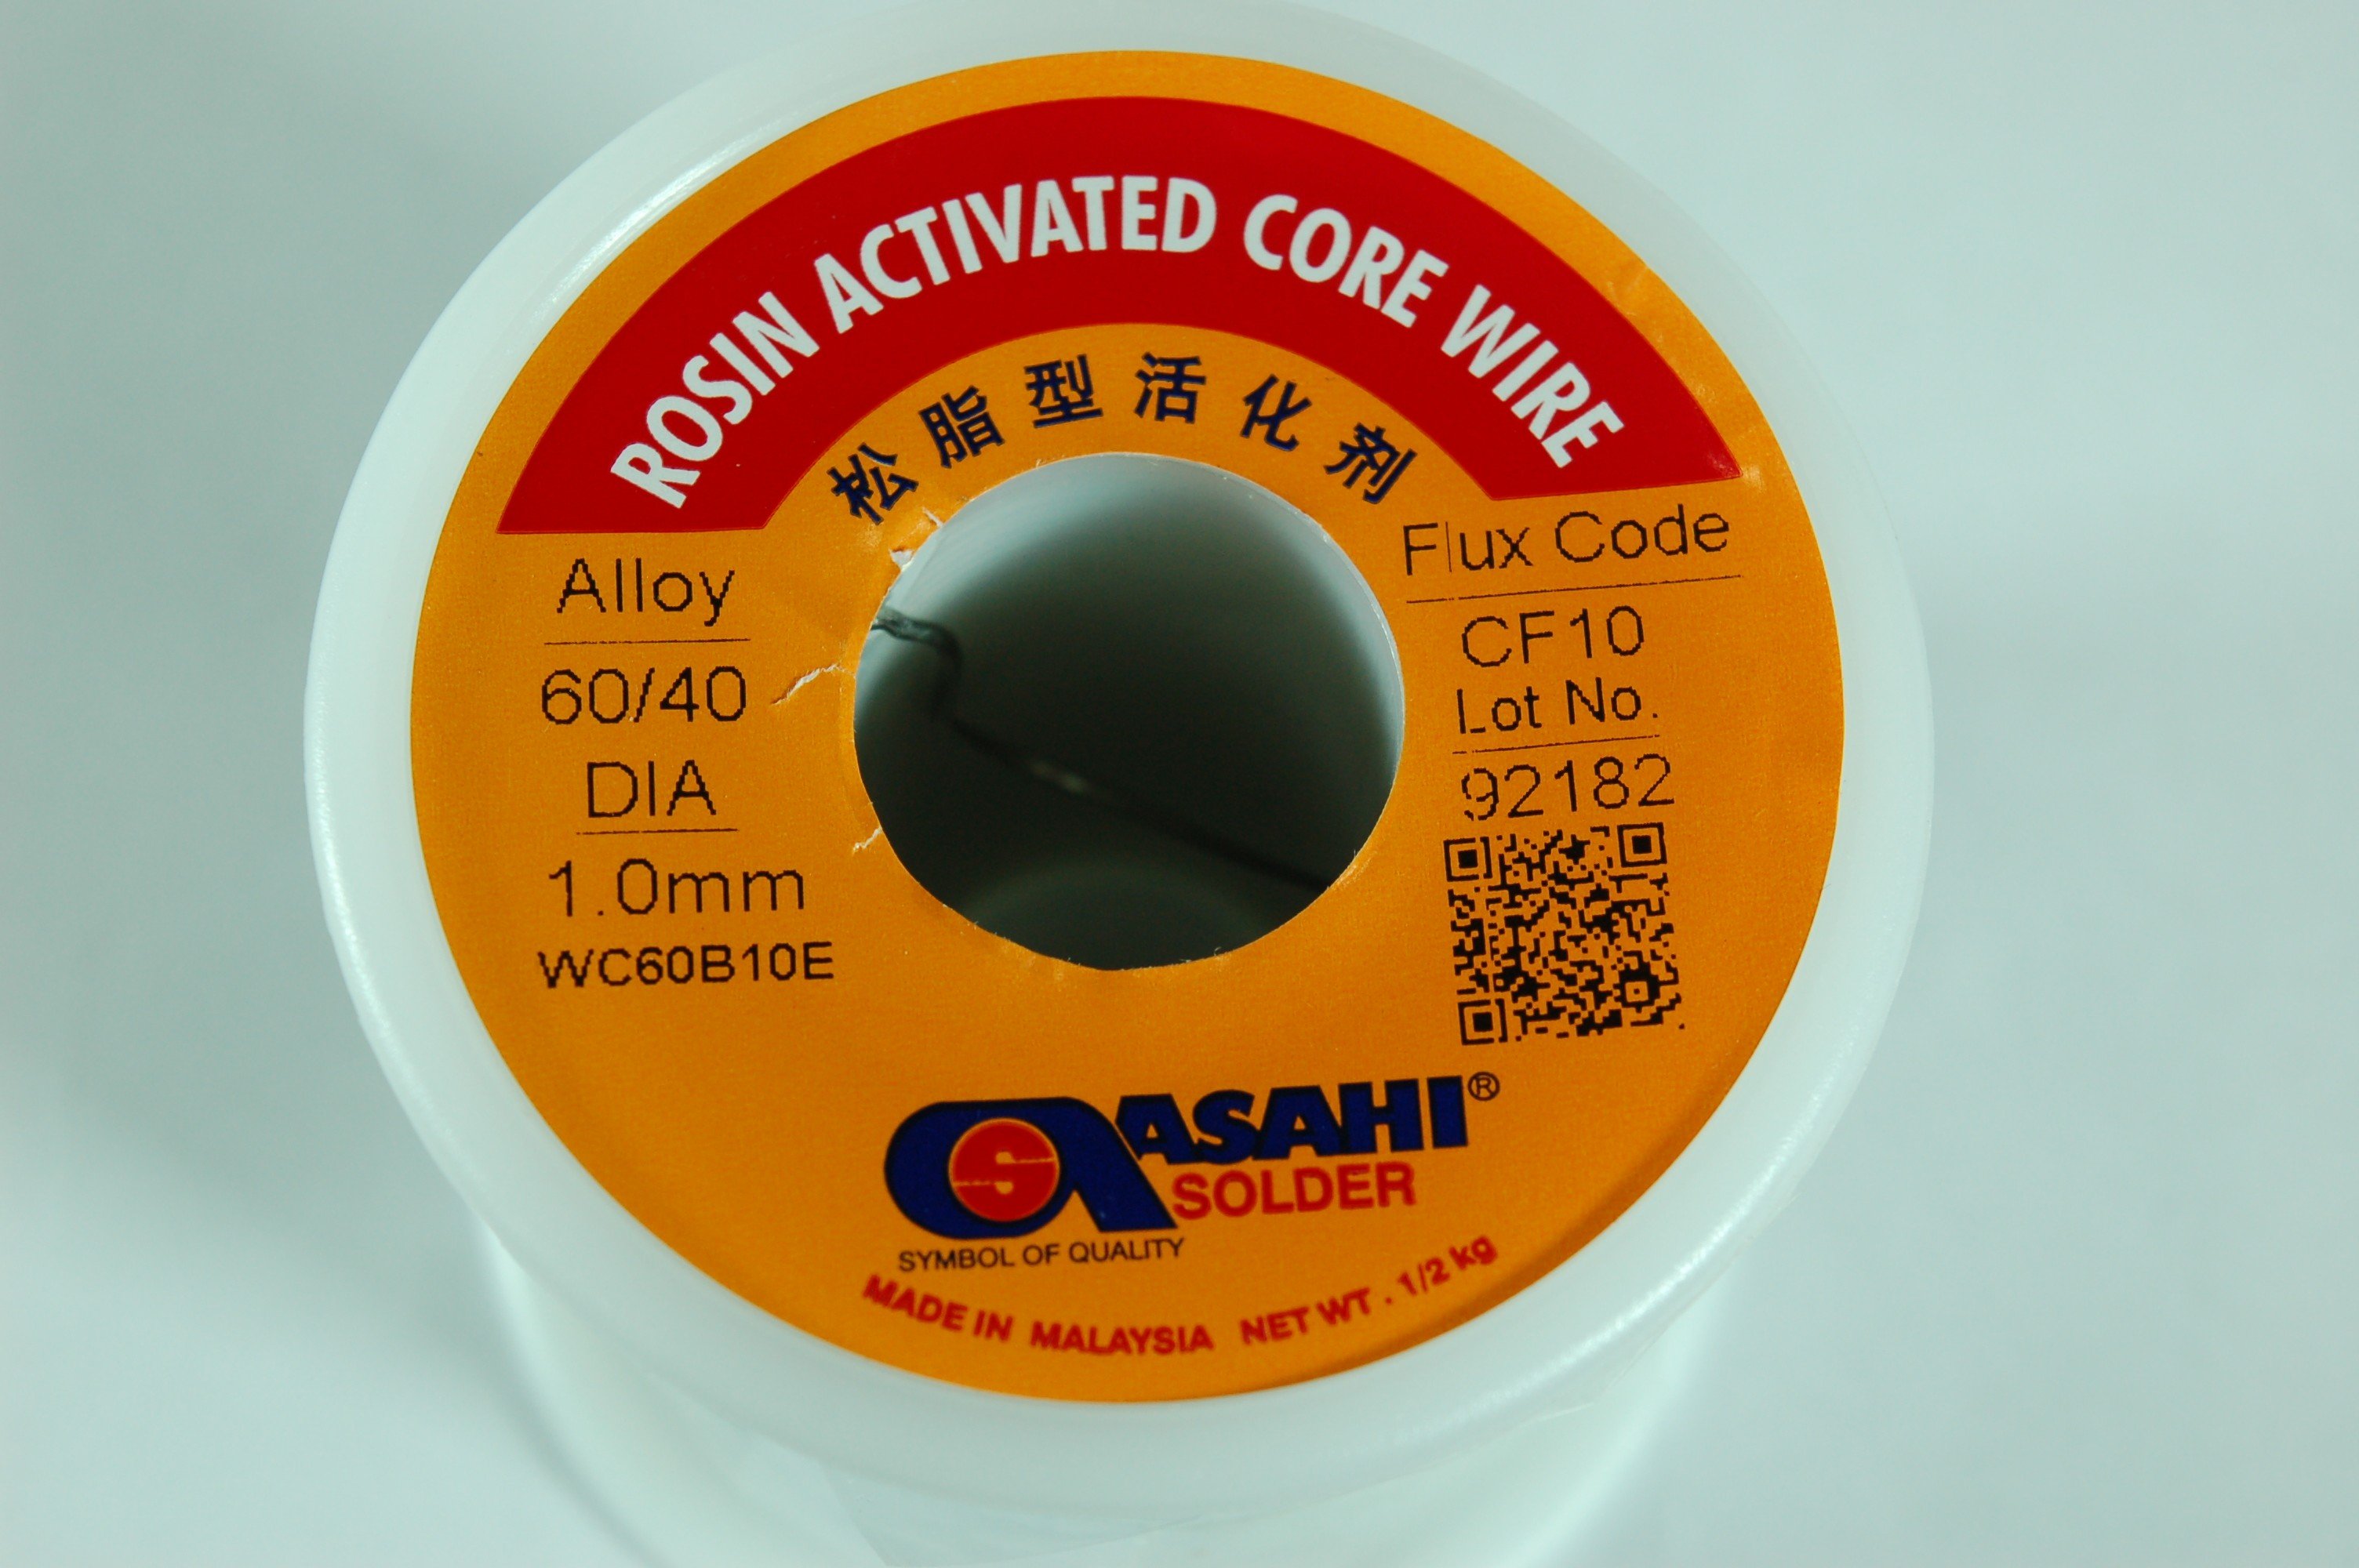 ROSIN ACTIVATED CORE WIRE
松脂型活化剂
Alloy
60/40
DIA
1.0mm
WC60B10E
Flux Code
CF10
Lot No.
92182
ASAHI®
SOLDER
SYMBOL OF QUALITY
MADE IN MALAYSIA NET WT. 1/2 kg